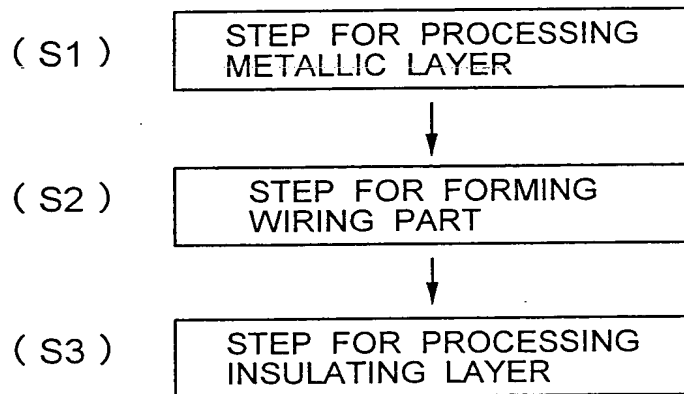 ( S1 ) STEP FOR PROCESSING
METALLIC LAYER
( S2 ) STEP FOR FORMING
WIRING PART
( S3 ) STEP FOR PROCESSING
INSULATING LAYER